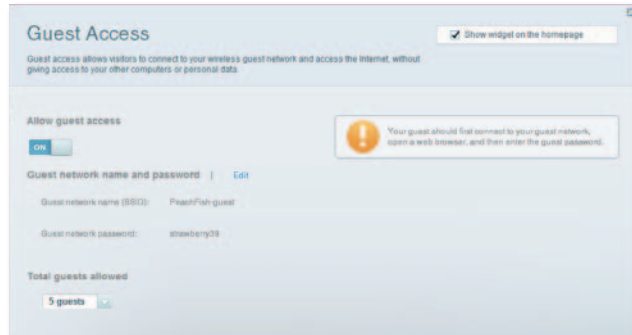 Guest Access
Show widget on the homepage
Guest access allows visitors to connect to your wireless guest network and access the Internet, without
giving access to your other computers or personal data.
Allow guest access
ON
Your guest should first connect to your guest network,
open a web browser, and then enter the guest password.
Guest network name and password | Edit
Guest network name (SSID): PeachFish-guest
Guest network password: strawberry39
Total guests allowed
5 guests